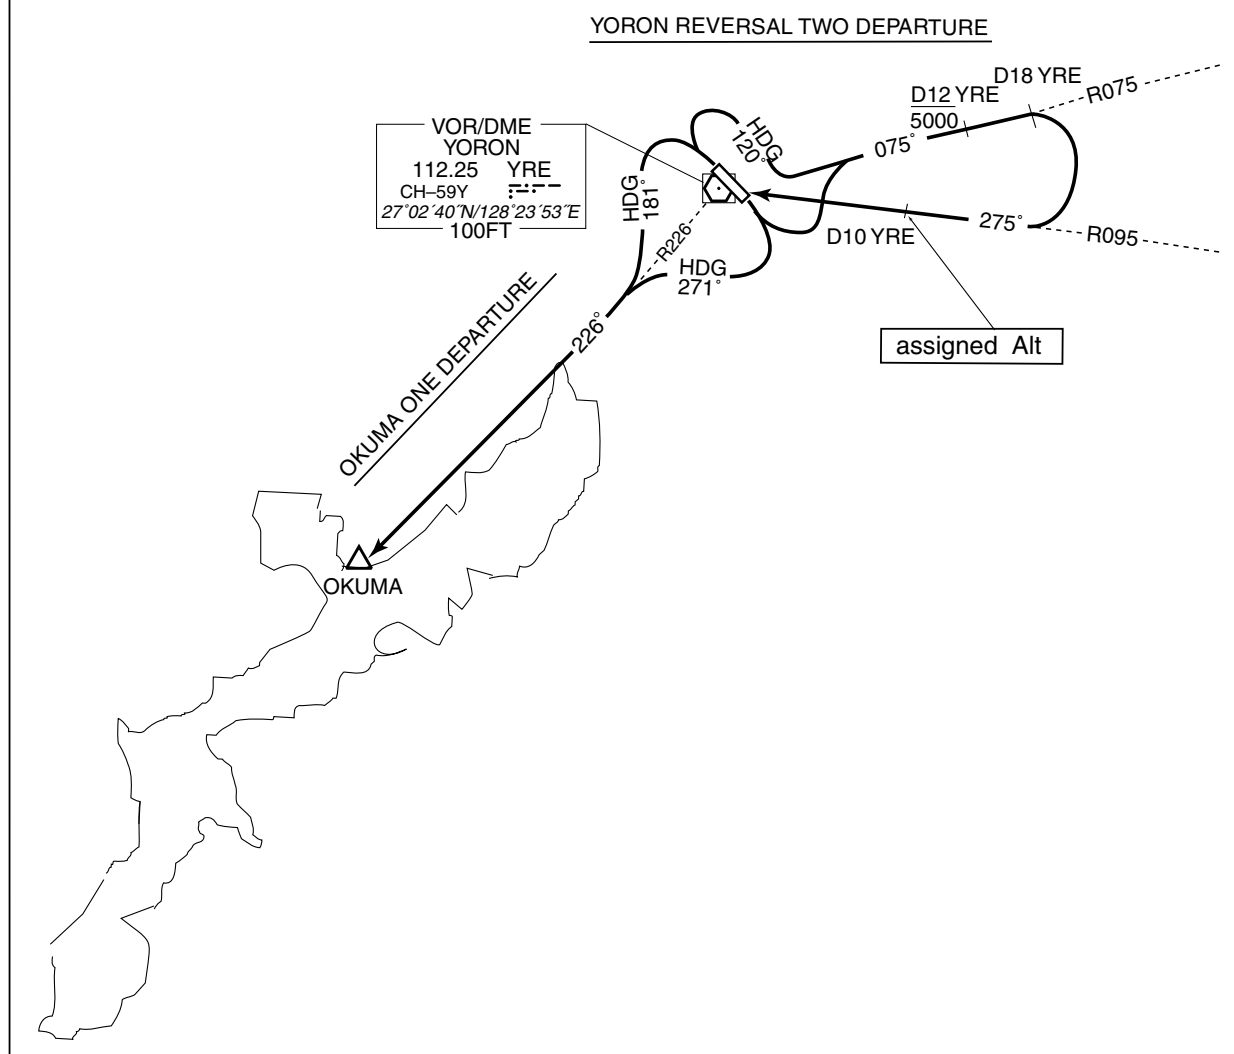 YORON REVERSAL TWO DEPARTURE
D18 YRE
R075
D12 YRE
5000
075°
HDG
120°
VOR/DME
YORON
112.25 YRE
CH–59Y
27°02´40˝N/128°23´53˝E
100FT
HDG
181°
R226
D10 YRE
275°
R095
HDG
271°
assigned Alt
226°
OKUMA ONE DEPARTURE
OKUMA